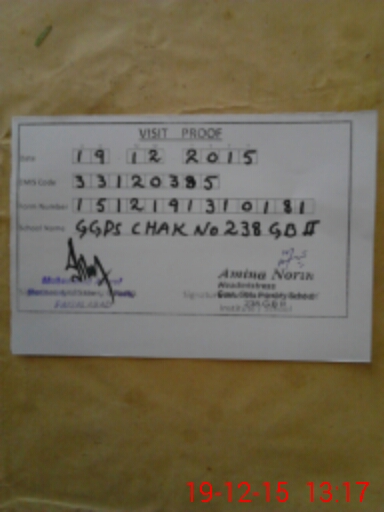 VISIT PROOF
Date 19 12 2015
EMIS Code 33120385
Form Number 1512191310181
School Name GGPS CHAK No 238 GB II
Amina Norin
Headmistress
FAISALABAD
19-12-15 13:17